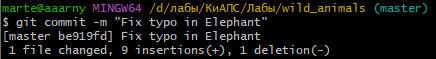 marte@aaarny MINGW64 /d/лабы/КиАПС/Лабы/wild_animals (master)
$ git commit -m "Fix typo in Elephant"
[master be919fd] Fix typo in Elephant
 1 file changed, 9 insertions(+), 1 deletion(-)